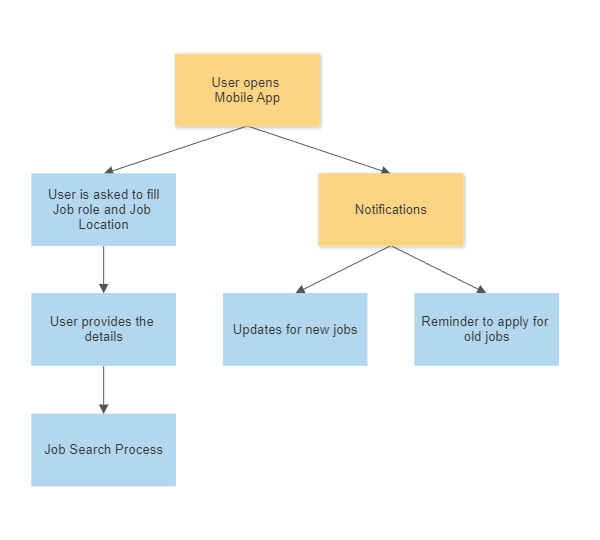 User opens
Mobile App
User is asked to fill
Job role and Job
Location
Notifications
User provides the
details
Updates for new jobs
Reminder to apply for
old jobs
Job Search Process